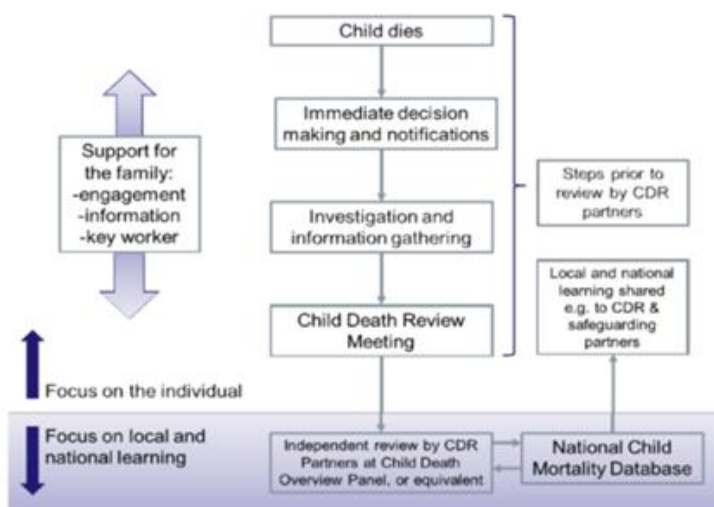 Child dies
Immediate decision
making and notifications
Support for
the family:
-engagement
-information
-key worker
Steps prior to
review by CDR
partners
Investigation and
information gathering
Local and national
learning shared
e.g. to CDR &
safeguarding
partners
Child Death Review
Meeting
Focus on the individual
Focus on local and
national learning
Independent review by CDR
Partners at Child Death
Overview Panel, or equivalent
National Child
Mortality Database